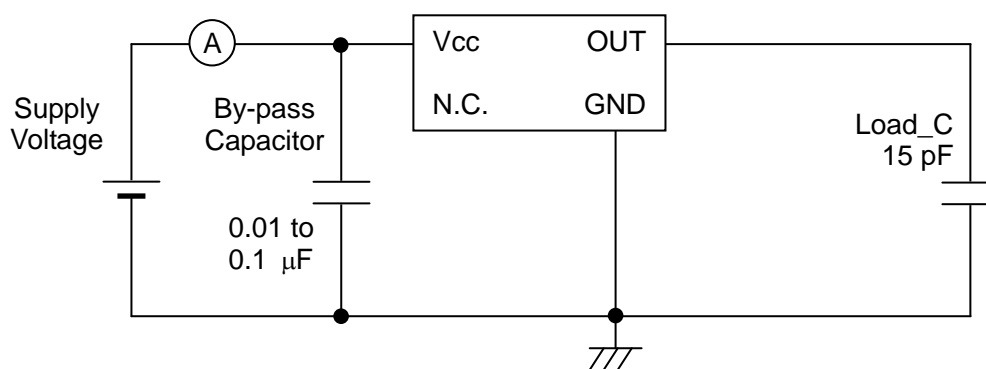 A
Vcc
OUT
N.C.
GND
Supply
Voltage
By-pass
Capacitor
0.01 to
0.1 μF
Load_C
15 pF